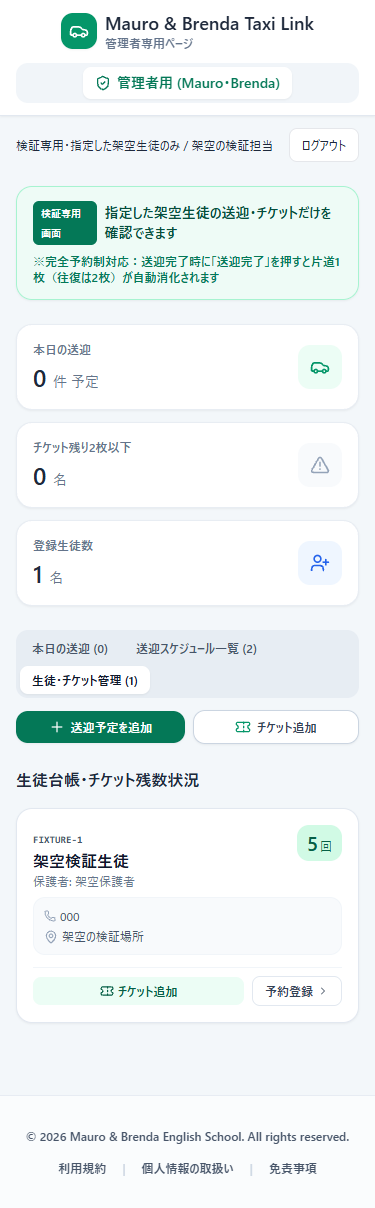 Mauro & Brenda Taxi Link
管理者専用ページ
管理者用 (Mauro・Brenda)
検証専用・指定した架空生徒のみ / 架空の検証担当
ログアウト
検証専用
画面
指定した架空生徒の送迎・チケットだけを
確認できます
※完全予約制対応：送迎完了時に「送迎完了」を押すと片道1
枚（往復は2枚）が自動消化されます
本日の送迎
0 件 予定
チケット残り2枚以下
0 名
登録生徒数
1 名
本日の送迎 (0)
送迎スケジュール一覧 (2)
生徒・チケット管理 (1)
送迎予定を追加
チケット追加
生徒台帳・チケット残数状況
FIXTURE-1
5 回
架空検証生徒
保護者: 架空保護者
000
架空の検証場所
チケット追加
予約登録
© 2026 Mauro & Brenda English School. All rights reserved.
利用規約 | 個人情報の取扱い | 免責事項